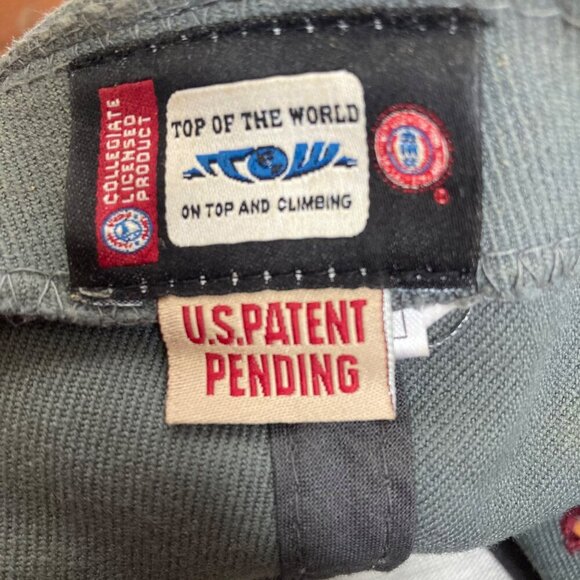 COLLEGIATE
LICENSED
PRODUCT
TOP OF THE WORLD
TOW
ON TOP AND CLIMBING
U.S.PATENT
PENDING